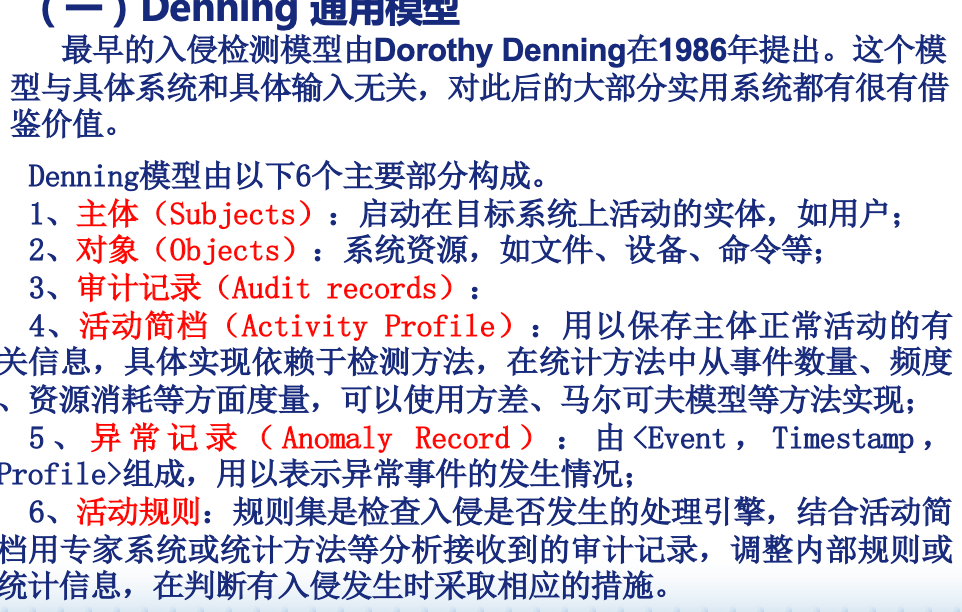 （一）Denning 通用模型
最早的入侵检测模型由Dorothy Denning在1986年提出。这个模
型与具体系统和具体输入无关，对此后的大部分实用系统都有很有借
鉴价值。
Denning模型由以下6个主要部分构成。
1、主体（Subjects）：启动在目标系统上活动的实体，如用户；
2、对象（Objects）：系统资源，如文件、设备、命令等；
3、审计记录（Audit records）：
4、活动简档（Activity Profile）：用以保存主体正常活动的有
关信息，具体实现依赖于检测方法，在统计方法中从事件数量、频度
、资源消耗等方面度量，可以使用方差、马尔可夫模型等方法实现；
5、异常记录（Anomaly Record）：由<Event，Timestamp，
Profile>组成，用以表示异常事件的发生情况；
6、活动规则：规则集是检查入侵是否发生的处理引擎，结合活动简
档用专家系统或统计方法等分析接收到的审计记录，调整内部规则或
统计信息，在判断有入侵发生时采取相应的措施。